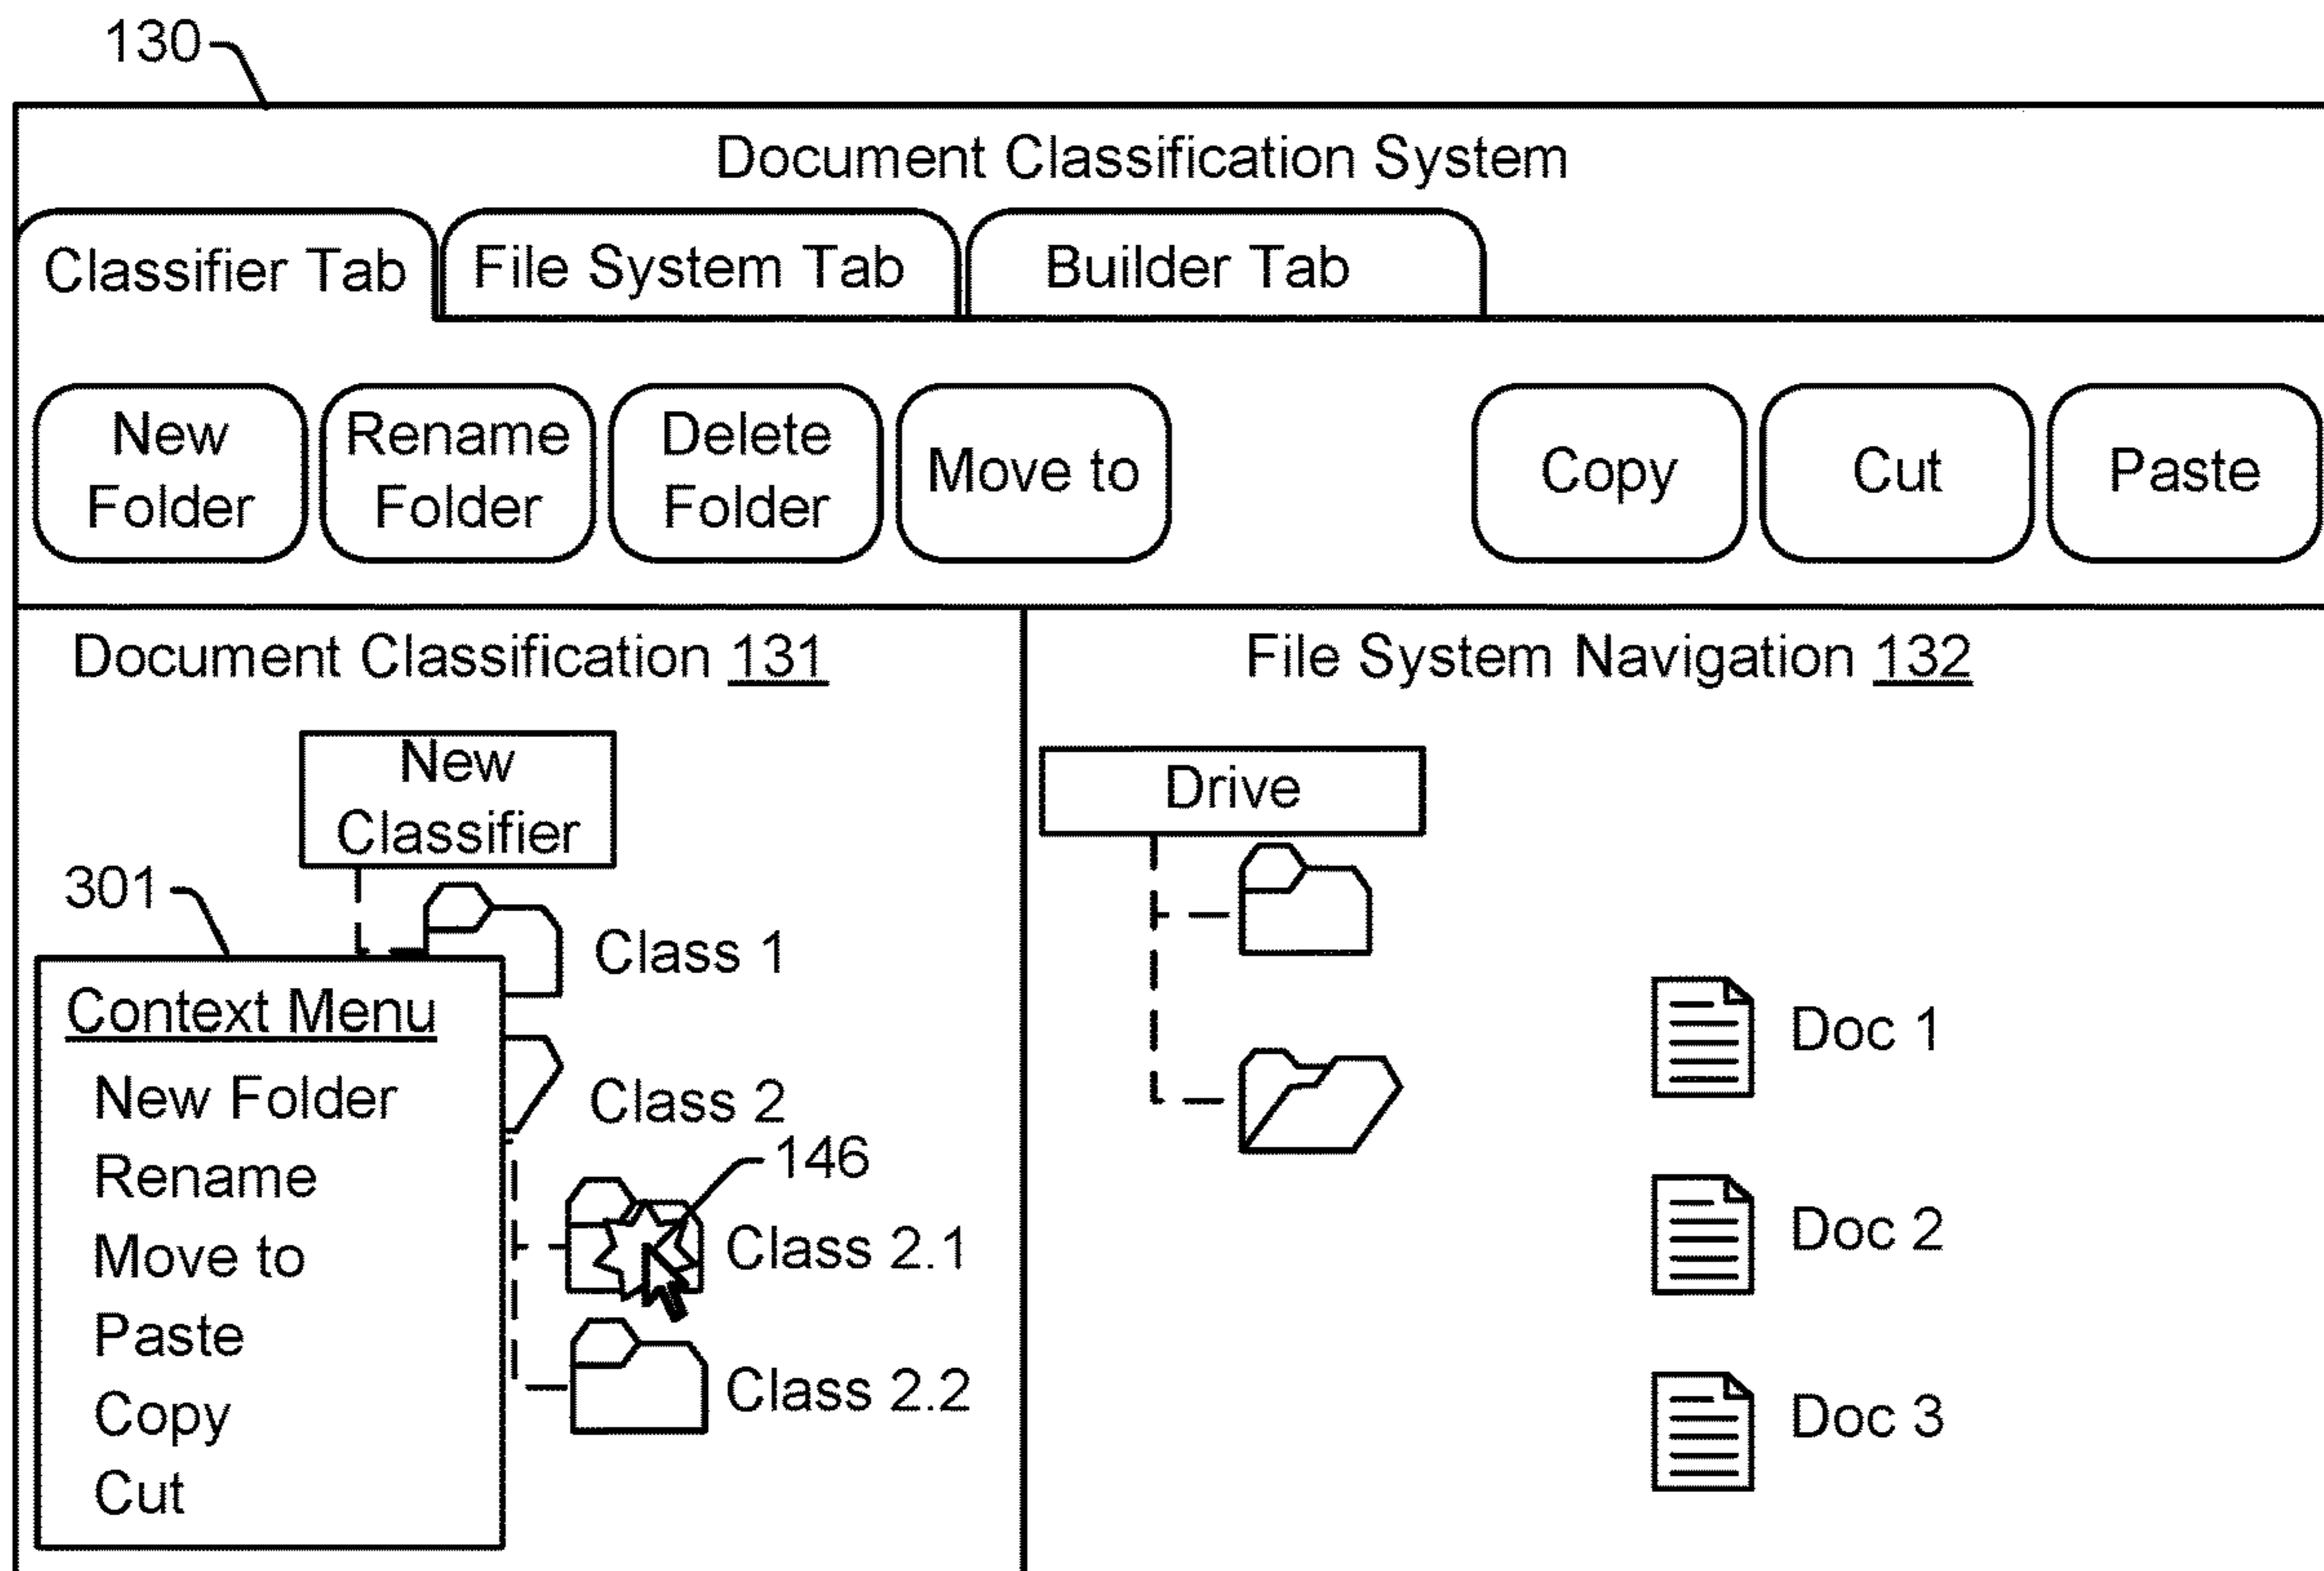 130
Document Classification System
Classifier Tab
File System Tab
Builder Tab
New
Folder
Rename
Folder
Delete
Folder
Move to
Copy
Cut
Paste
Document Classification 131
New
Classifier
301
Class 1
Context Menu
New Folder
Rename
Move to
Paste
Copy
Cut
Class 2
146
Class 2.1
Class 2.2
File System Navigation 132
Drive
Doc 1
Doc 2
Doc 3